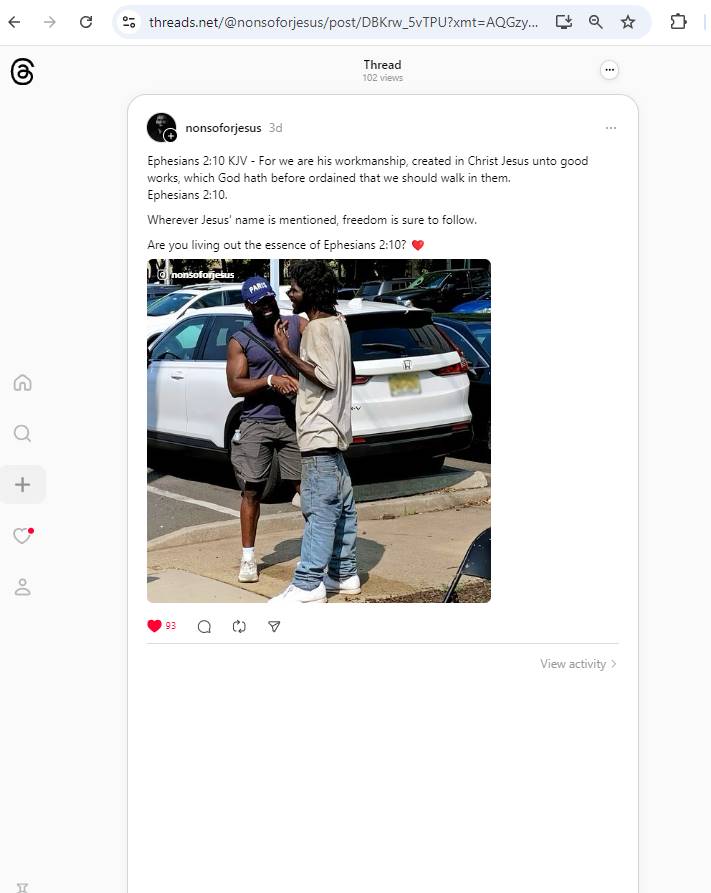 threads.net/@nonsoforjesus/post/DBKrw_5vTPU?xmt=AQGzy...
Thread
102 views
nonsoforjesus 3d
Ephesians 2:10 KJV - For we are his workmanship, created in Christ Jesus unto good
works, which God hath before ordained that we should walk in them.
Ephesians 2:10.
Wherever Jesus' name is mentioned, freedom is sure to follow.
Are you living out the essence of Ephesians 2:10? ❤️
nonsoforjesus
PARIS
93
View activity